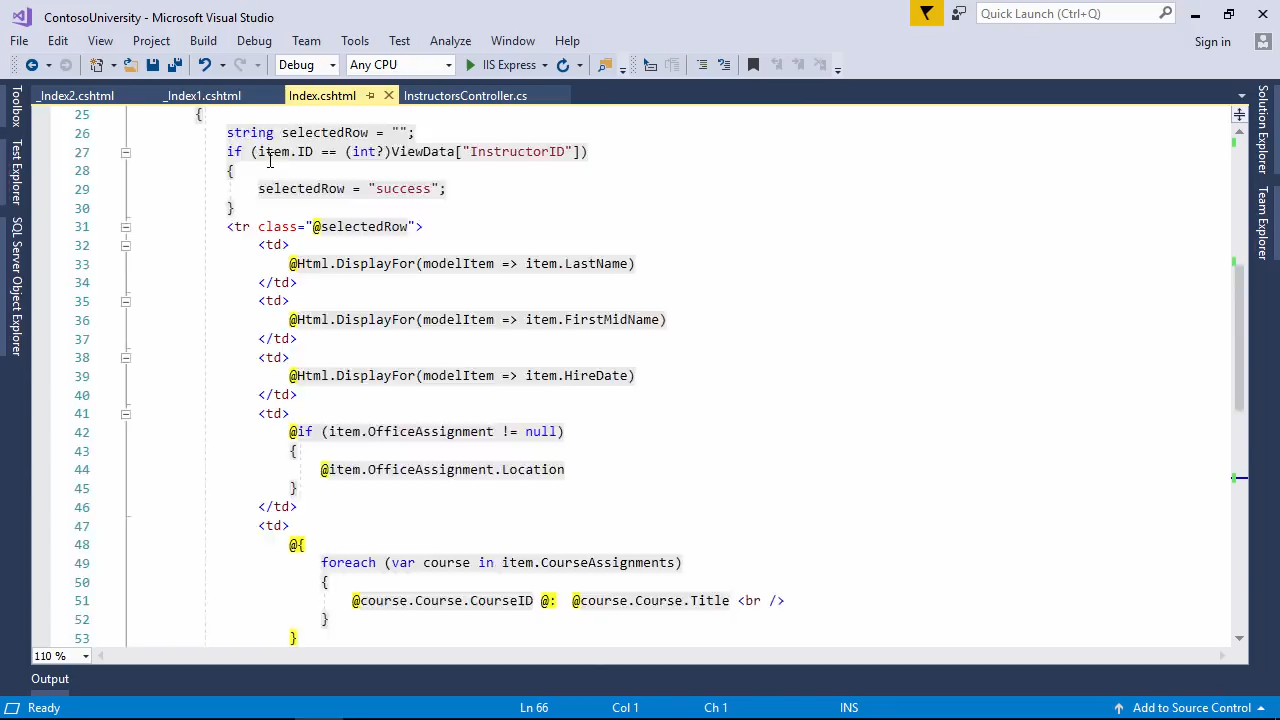 ContosoUniversity - Microsoft Visual Studio
Quick Launch (Ctrl+Q)
File Edit View Project Build Debug Team Tools Test Analyze Window Help
Sign in
Debug Any CPU IIS Express
_Index2.cshtml _Index1.cshtml Index.cshtml InstructorsController.cs
Toolbox
Test Explorer
SQL Server Object Explorer
25 {
26 string selectedRow = "";
27 if (item.ID == (int?)ViewData["InstructorID"])
28 {
29 selectedRow = "success";
30 }
31 <tr class="@selectedRow">
32 <td>
33 @Html.DisplayFor(modelItem => item.LastName)
34 </td>
35 <td>
36 @Html.DisplayFor(modelItem => item.FirstMidName)
37 </td>
38 <td>
39 @Html.DisplayFor(modelItem => item.HireDate)
40 </td>
41 <td>
42 @if (item.OfficeAssignment != null)
43 {
44 @item.OfficeAssignment.Location
45 }
46 </td>
47 <td>
48 @{
49 foreach (var course in item.CourseAssignments)
50 {
51 @course.Course.CourseID @: @course.Course.Title <br />
52 }
53 }
Solution Explorer
Team Explorer
110 %
Output
Ready Ln 66 Col 1 Ch 1 INS Add to Source Control